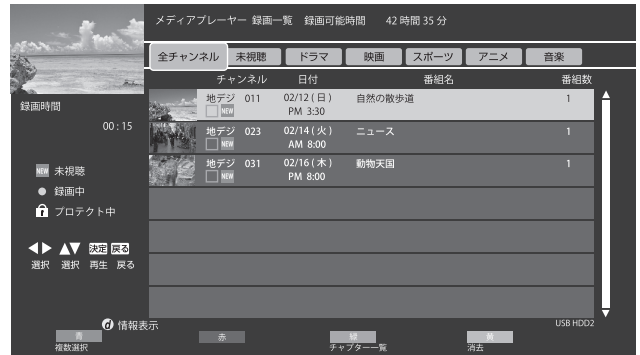 メディアプレーヤー 録画一覧 録画可能時間 42 時間 35 分
全チャンネル 未視聴 ドラマ 映画 スポーツ アニメ 音楽
チャンネル 日付 番組名 番組数
地デジ 011 02/12 ( 日 ) 自然の散歩道 1
NEW PM 3:30
地デジ 023 02/14 ( 火 ) ニュース 1
NEW AM 8:00
地デジ 031 02/16 ( 木 ) 動物天国 1
NEW PM 8:00
録画時間
00 : 15
NEW 未視聴
録画中
プロテクト中
決定 戻る
選択 選択 再生 戻る
d 情報表示
USB HDD2
青 赤 緑 黄
複数選択 チャプター一覧 消去